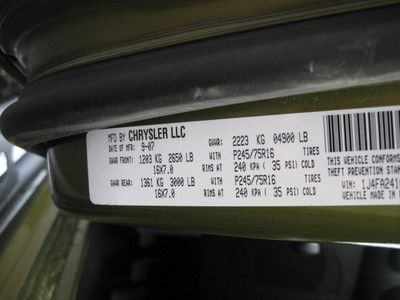 MFD BY CHRYSLER LLC
DATE OF MFR: 9-07 GVWR: 2223 KG 04900 LB
GAWR FRONT: 1203 KG 2650 LB WITH P245/75R16 TIRES
16X7.0 RIMS AT 240 KPA ( 35 PSI) COLD
GAWR REAR: 1361 KG 3000 LB WITH P245/75R16 TIRES
16X7.0 RIMS AT 240 KPA ( 35 PSI) COLD
THIS VEHICLE CONFORMS
THEFT PREVENTION STAN
VIN: 1J4FA241
VEHICLE MADE IN